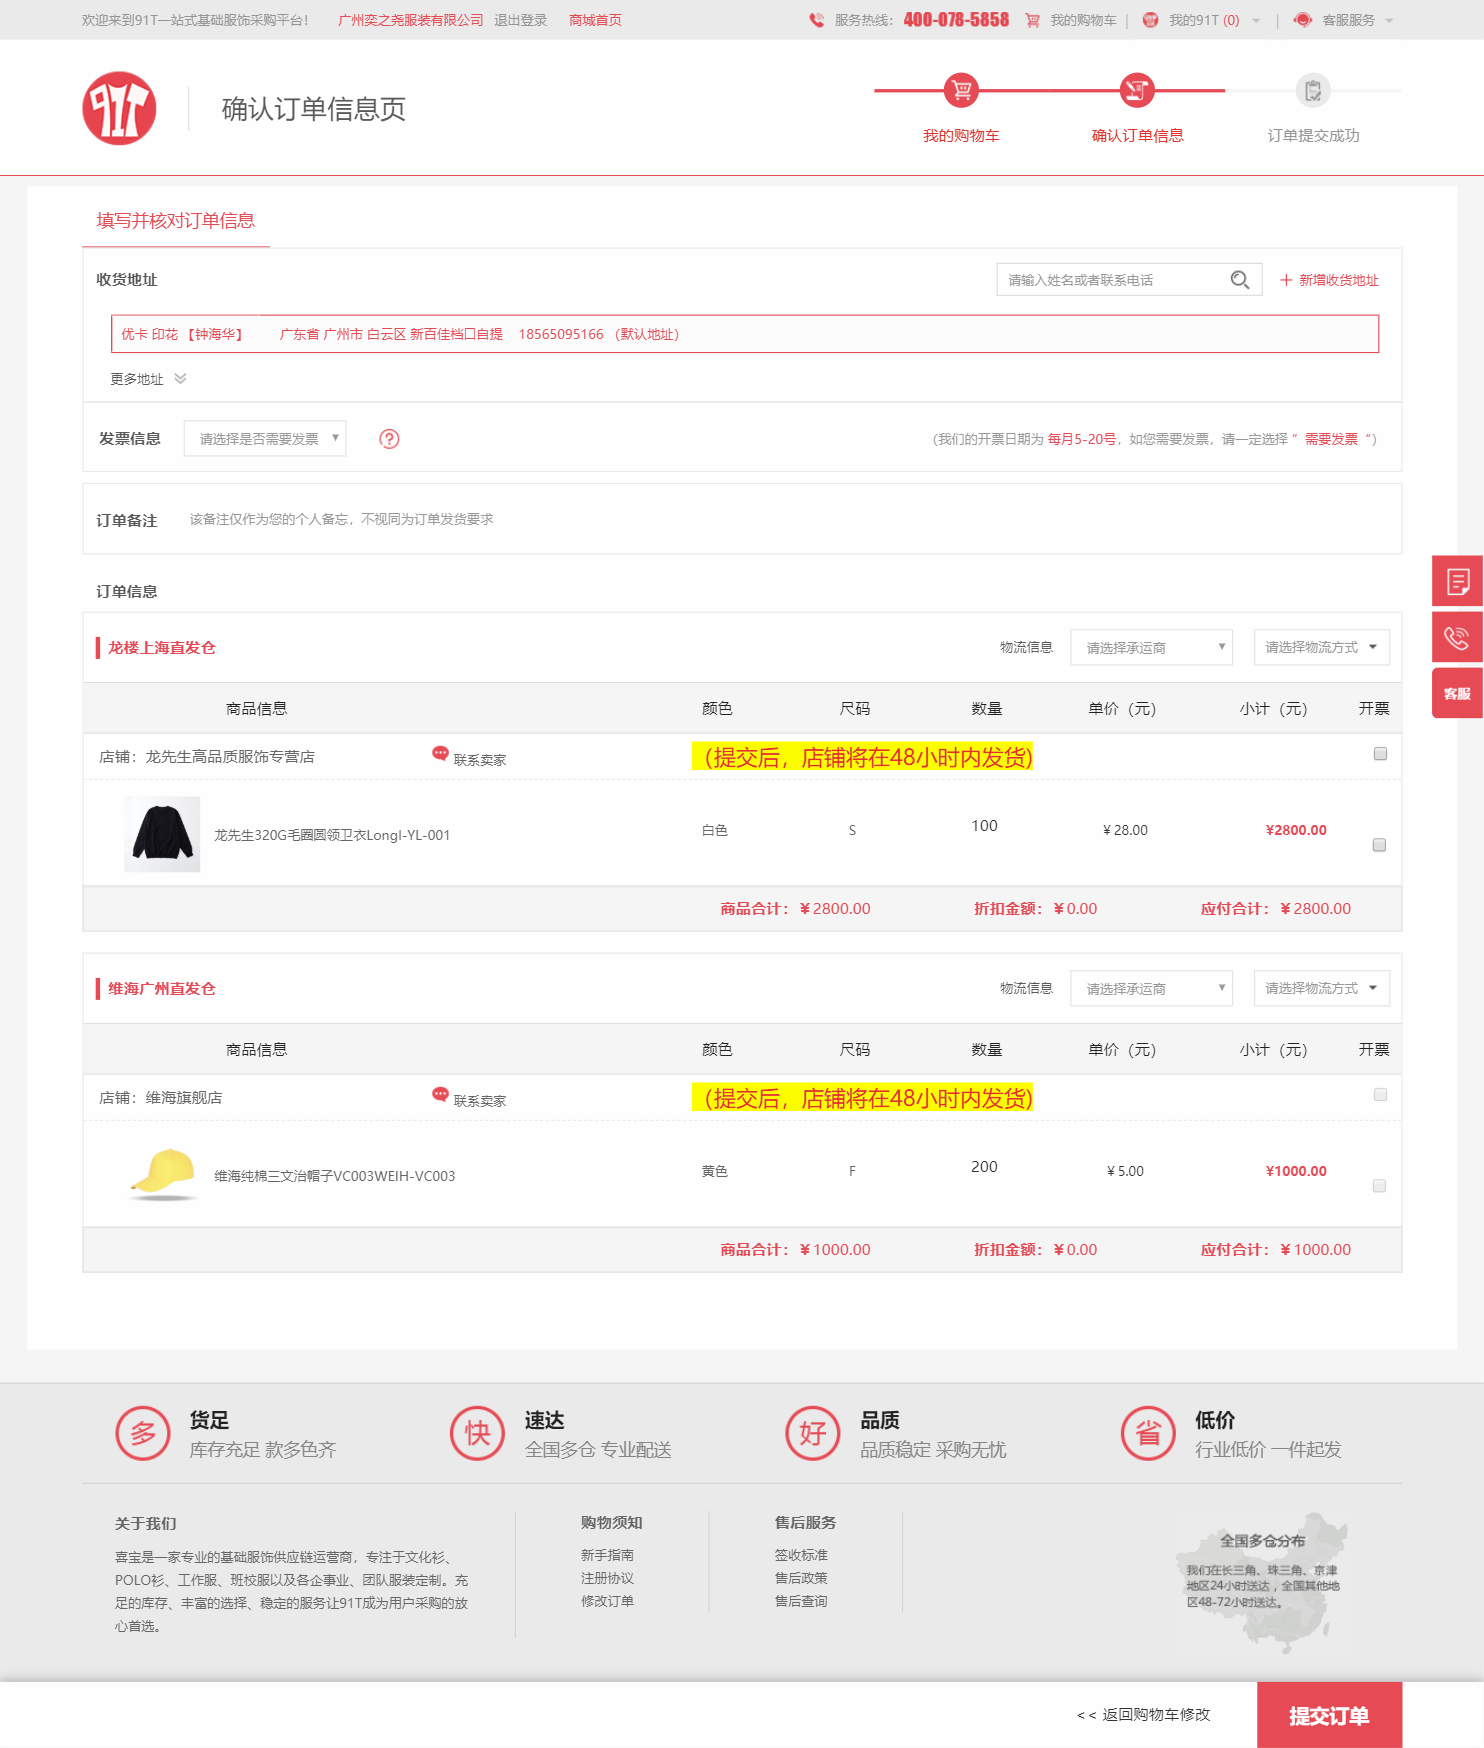 欢迎来到91T一站式基础服饰采购平台! 广州奕之尧服装有限公司 退出登录 商城首页 服务热线: 400-078-5858 我的购物车 | 我的91T (0) | 客服服务
91T 确认订单信息页
我的购物车 确认订单信息 订单提交成功
填写并核对订单信息
收货地址 请输入姓名或者联系电话 新增收货地址
优卡 印花 【钟海华】 广东省 广州市 白云区 新百佳档口自提 18565095166 (默认地址)
更多地址
发票信息 请选择是否需要发票 (我们的开票日期为 每月5-20号, 如您需要发票, 请一定选择 " 需要发票 ")
订单备注 该备注仅作为您的个人备忘, 不视同为订单发货要求
订单信息
龙楼上海直发仓 物流信息 请选择承运商 请选择物流方式
客服
商品信息 颜色 尺码 数量 单价 (元) 小计 (元) 开票
店铺: 龙先生高品质服饰专营店 联系卖家 (提交后, 店铺将在48小时内发货)
龙先生320G毛圈圆领卫衣Longl-YL-001 白色 S 100 ¥ 28.00 ¥2800.00
商品合计: ¥ 2800.00 折扣金额: ¥ 0.00 应付合计: ¥ 2800.00
维海广州直发仓 物流信息 请选择承运商 请选择物流方式
商品信息 颜色 尺码 数量 单价 (元) 小计 (元) 开票
店铺: 维海旗舰店 联系卖家 (提交后, 店铺将在48小时内发货)
维海纯棉三文治帽子VC003WEIH-VC003 黄色 F 200 ¥ 5.00 ¥1000.00
商品合计: ¥ 1000.00 折扣金额: ¥ 0.00 应付合计: ¥ 1000.00
多 货足 快 速达 好 品质 省 低价
库存充足 款多色齐 全国多仓 专业配送 品质稳定 采购无忧 行业低价 一件起发
关于我们
喜宝是一家专业的基础服饰供应链运营商, 专注于文化衫、
POLO衫、工作服、班校服以及各企事业、团队服装定制。充
足的库存、丰富的选择、稳定的服务让91T成为用户采购的放
心首选。
购物须知
新手指南
注册协议
修改订单
售后服务
签收标准
售后政策
售后查询
全国多仓分布
我们在长三角、珠三角、京津
地区24小时送达, 全国其他地
区48-72小时送达。
<< 返回购物车修改 提交订单